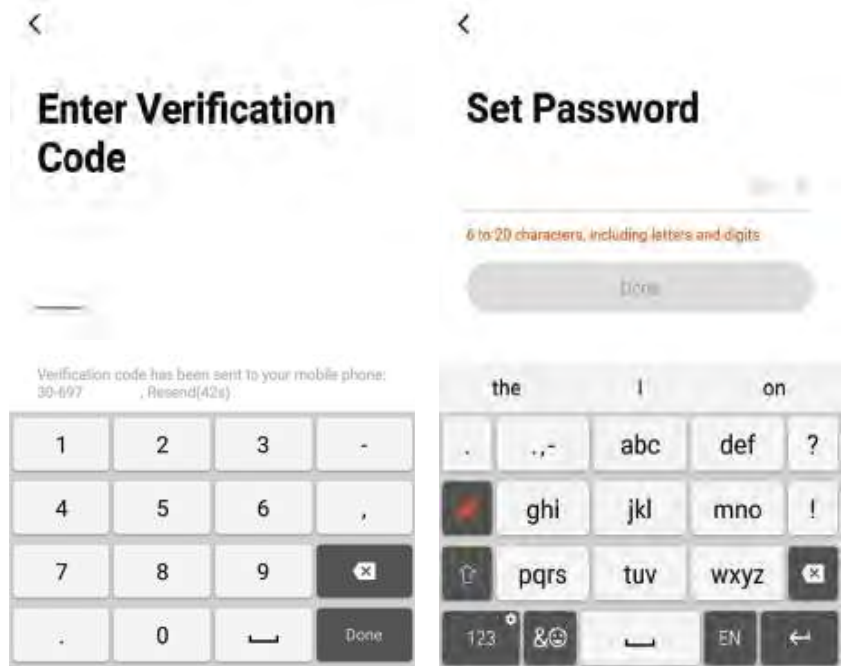 Enter Verification
Code
Verification code has been sent to your mobile phone:
30-697 , Resend(42s)
1 2 3 -
4 5 6 ,
7 8 9
. 0 Done
Set Password
6 to 20 characters, including letters and digits
Done
the I on
. .,- abc def ?
ghi jkl mno !
pqrs tuv wxyz
123 &☺ EN